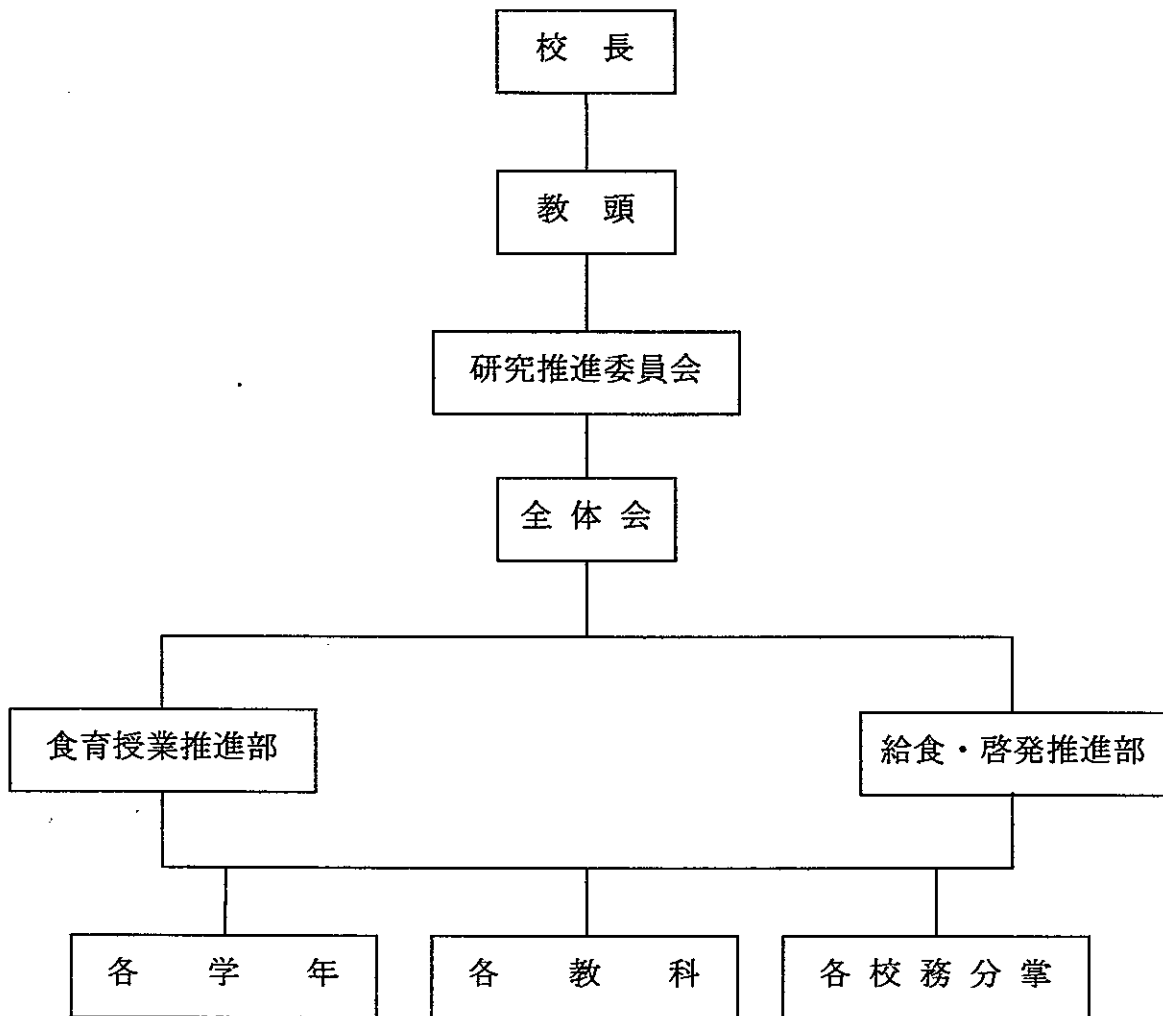 校長
教頭
研究推進委員会
全体会
食育授業推進部
給食・啓発推進部
各学年
各教科
各校務分掌